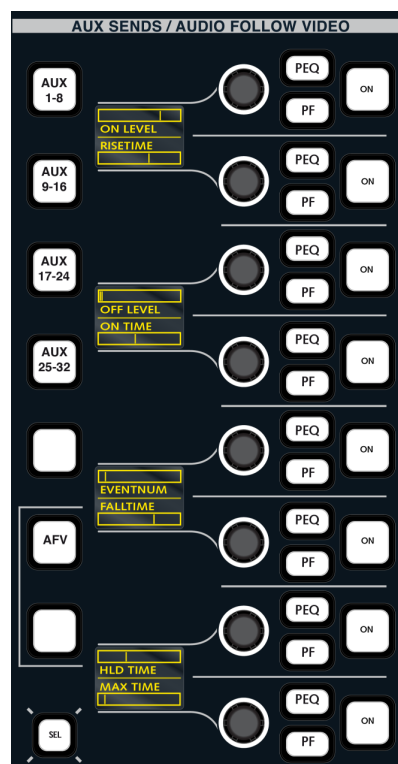 AUX SENDS / AUDIO FOLLOW VIDEO
AUX
1-8
PEQ
PF
ON
ON LEVEL
RISETIME
AUX
9-16
PEQ
PF
ON
AUX
17-24
PEQ
PF
ON
OFF LEVEL
ON TIME
AUX
25-32
PEQ
PF
ON
PEQ
PF
ON
EVENTNUM
FALLTIME
AFV
PEQ
PF
ON
PEQ
PF
ON
HLD TIME
MAX TIME
SEL
PEQ
PF
ON